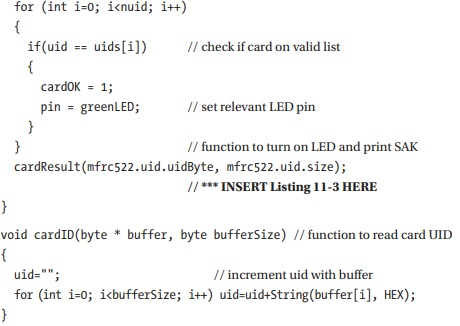 for (int i=0; i<nuid; i++)
{
if(uid == uids[i]) // check if card on valid list
{
cardOK = 1;
pin = greenLED; // set relevant LED pin
}
} // function to turn on LED and print SAK
cardResult(mfrc522.uid.uidByte, mfrc522.uid.size);
// *** INSERT Listing 11-3 HERE
}
void cardID(byte * buffer, byte bufferSize) // function to read card UID
{
uid=""; // increment uid with buffer
for (int i=0; i<bufferSize; i++) uid=uid+String(buffer[i], HEX);
}